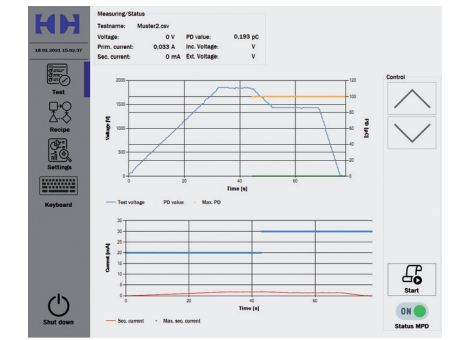 HH
Measuring/Status
Testname: Muster2.csv
Voltage: 0 V PD value: 0,193 pC
Prim. current: 0,033 A Inc. Voltage: V
Sec. current: 0 mA Ext. Voltage: V
18.01.2021 15:02:37
Test
Recipe
Settings
Keyboard
Shut down
Control
2000
1500
1000
500
0
Voltage [V]
120
100
80
60
40
20
0
PD [pC]
0 20 40 60
Time [s]
Test voltage PD value Max. PD
35
30
25
20
15
10
5
0
Current [mA]
0 20 40 60
Time [s]
Sec. current Max. sec. current
Start
ON
Status MPD